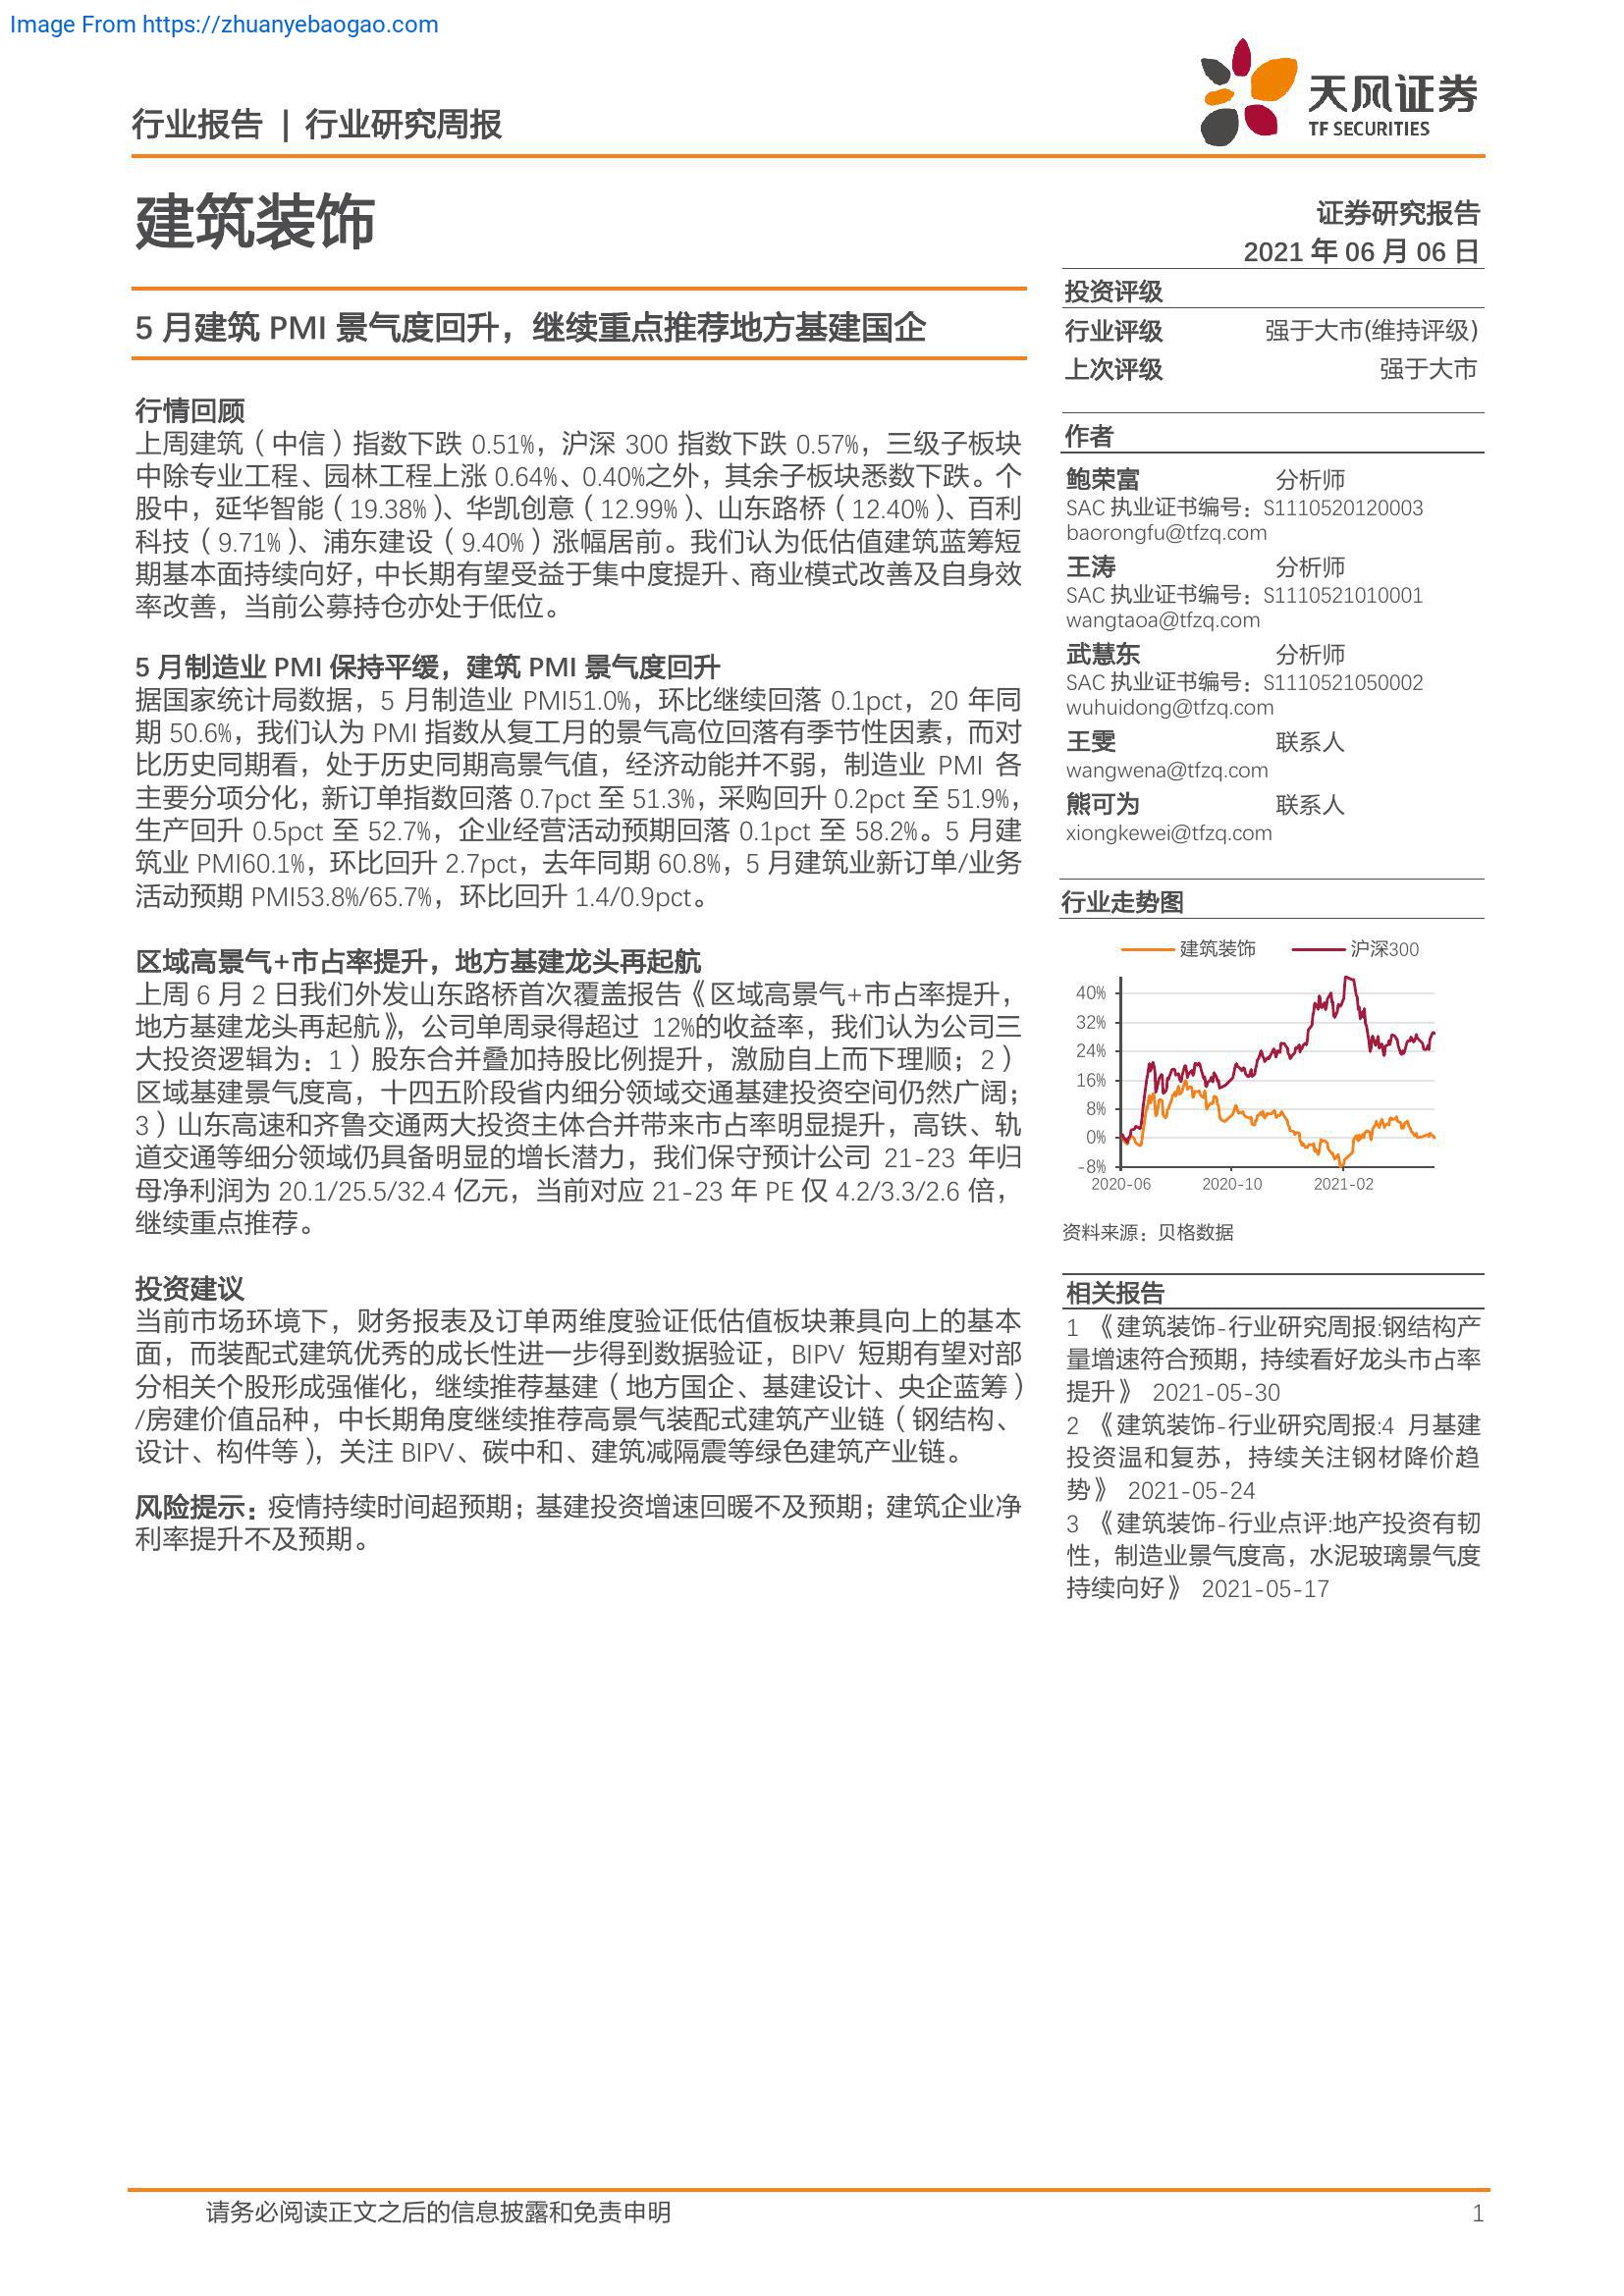 Image From https://zhuanyebaogao.com
行业报告 | 行业研究周报
天风证券
TF SECURITIES
建筑装饰
证券研究报告
2021 年 06 月 06 日
5 月建筑 PMI 景气度回升，继续重点推荐地方基建国企
行情回顾
上周建筑（中信）指数下跌 0.51%，沪深 300 指数下跌 0.57%，三级子板块
中除专业工程、园林工程上涨 0.64%、0.40%之外，其余子板块悉数下跌。个
股中，延华智能（19.38%）、华凯创意（12.99%）、山东路桥（12.40%）、百利
科技（9.71%）、浦东建设（9.40%）涨幅居前。我们认为低估值建筑蓝筹短
期基本面持续向好，中长期有望受益于集中度提升、商业模式改善及自身效
率改善，当前公募持仓亦处于低位。
5 月制造业 PMI 保持平缓，建筑 PMI 景气度回升
据国家统计局数据，5 月制造业 PMI51.0%，环比继续回落 0.1pct，20 年同
期 50.6%，我们认为 PMI 指数从复工月的景气高位回落有季节性因素，而对
比历史同期看，处于历史同期高景气值，经济动能并不弱，制造业 PMI 各
主要分项分化，新订单指数回落 0.7pct 至 51.3%，采购回升 0.2pct 至 51.9%，
生产回升 0.5pct 至 52.7%，企业经营活动预期回落 0.1pct 至 58.2%。5 月建
筑业 PMI60.1%，环比回升 2.7pct，去年同期 60.8%，5 月建筑业新订单/业务
活动预期 PMI53.8%/65.7%，环比回升 1.4/0.9pct。
区域高景气+市占率提升，地方基建龙头再起航
上周 6 月 2 日我们外发山东路桥首次覆盖报告《区域高景气+市占率提升，
地方基建龙头再起航》，公司单周录得超过 12%的收益率，我们认为公司三
大投资逻辑为：1）股东合并叠加持股比例提升，激励自上而下理顺；2）
区域基建景气度高，十四五阶段省内细分领域交通基建投资空间仍然广阔；
3）山东高速和齐鲁交通两大投资主体合并带来市占率明显提升，高铁、轨
道交通等细分领域仍具备明显的增长潜力，我们保守预计公司 21-23 年归
母净利润为 20.1/25.5/32.4 亿元，当前对应 21-23 年 PE 仅 4.2/3.3/2.6 倍，
继续重点推荐。
投资建议
当前市场环境下，财务报表及订单两维度验证低估值板块兼具向上的基本
面，而装配式建筑优秀的成长性进一步得到数据验证，BIPV 短期有望对部
分相关个股形成强催化，继续推荐基建（地方国企、基建设计、央企蓝筹）
/房建价值品种，中长期角度继续推荐高景气装配式建筑产业链（钢结构、
设计、构件等），关注 BIPV、碳中和、建筑减隔震等绿色建筑产业链。
风险提示：疫情持续时间超预期；基建投资增速回暖不及预期；建筑企业净
利率提升不及预期。
投资评级
行业评级 强于大市(维持评级)
上次评级 强于大市
作者
鲍荣富 分析师
SAC 执业证书编号：S1110520120003
baorongfu@tfzq.com
王涛 分析师
SAC 执业证书编号：S1110521010001
wangtaoa@tfzq.com
武慧东 分析师
SAC 执业证书编号：S1110521050002
wuhuidong@tfzq.com
王雯 联系人
wangwena@tfzq.com
熊可为 联系人
xiongkewei@tfzq.com
行业走势图
建筑装饰 沪深300
40%
32%
24%
16%
8%
0%
-8%
2020-06 2020-10 2021-02
资料来源：贝格数据
相关报告
1 《建筑装饰-行业研究周报:钢结构产
量增速符合预期，持续看好龙头市占率
提升》 2021-05-30
2 《建筑装饰-行业研究周报:4 月基建
投资温和复苏，持续关注钢材降价趋
势》 2021-05-24
3 《建筑装饰-行业点评:地产投资有韧
性，制造业景气度高，水泥玻璃景气度
持续向好》 2021-05-17
请务必阅读正文之后的信息披露和免责申明 1